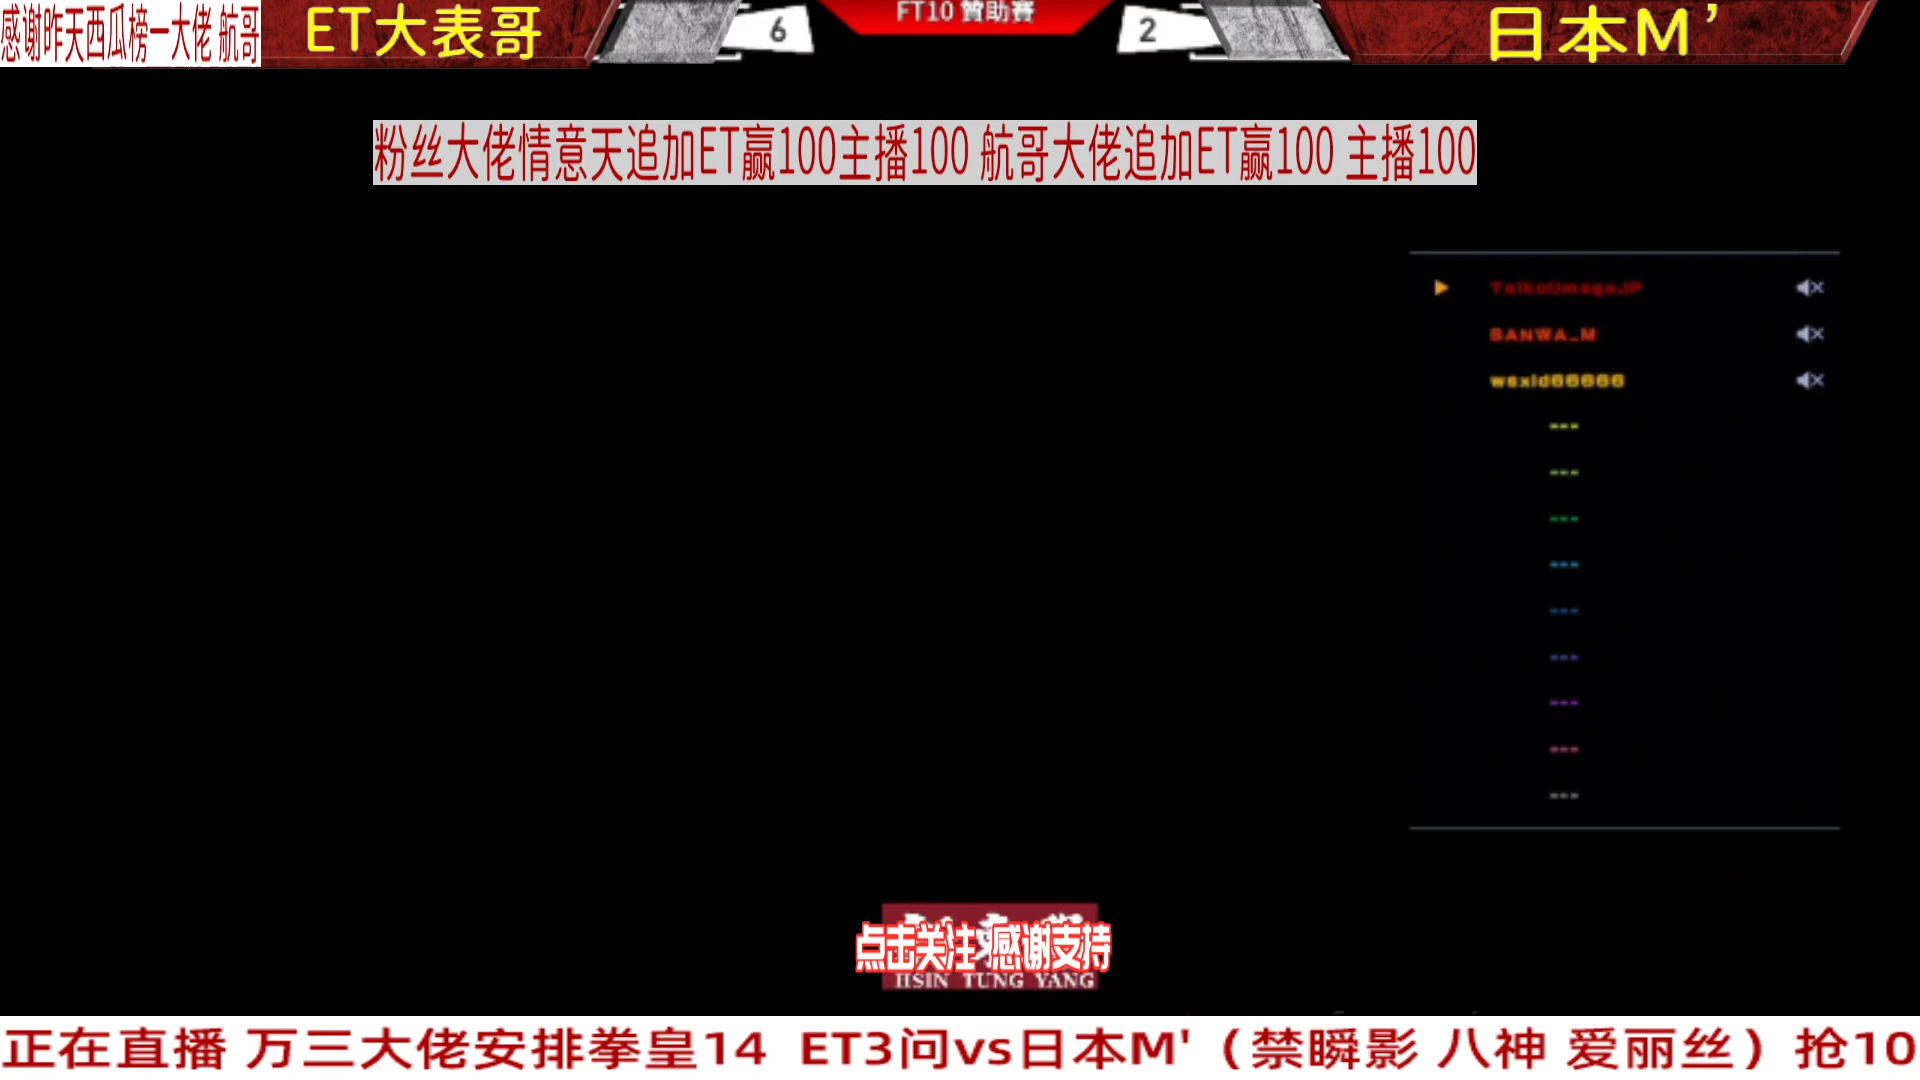 感谢昨天西瓜榜一大佬 航哥
ET大表哥
6
FT10 贊助賽
2
日本M’
粉丝大佬情意天追加ET赢100主播100 航哥大佬追加ET赢100 主播100
TaikoUmagaJP
SANWA_M
wsxld66666
---
---
---
---
---
---
---
---
---
点击关注 感谢支持
HSIN TUNG YANG
正在直播 万三大佬安排拳皇14 ET3问vs日本M'（禁瞬影 八神 爱丽丝）抢10